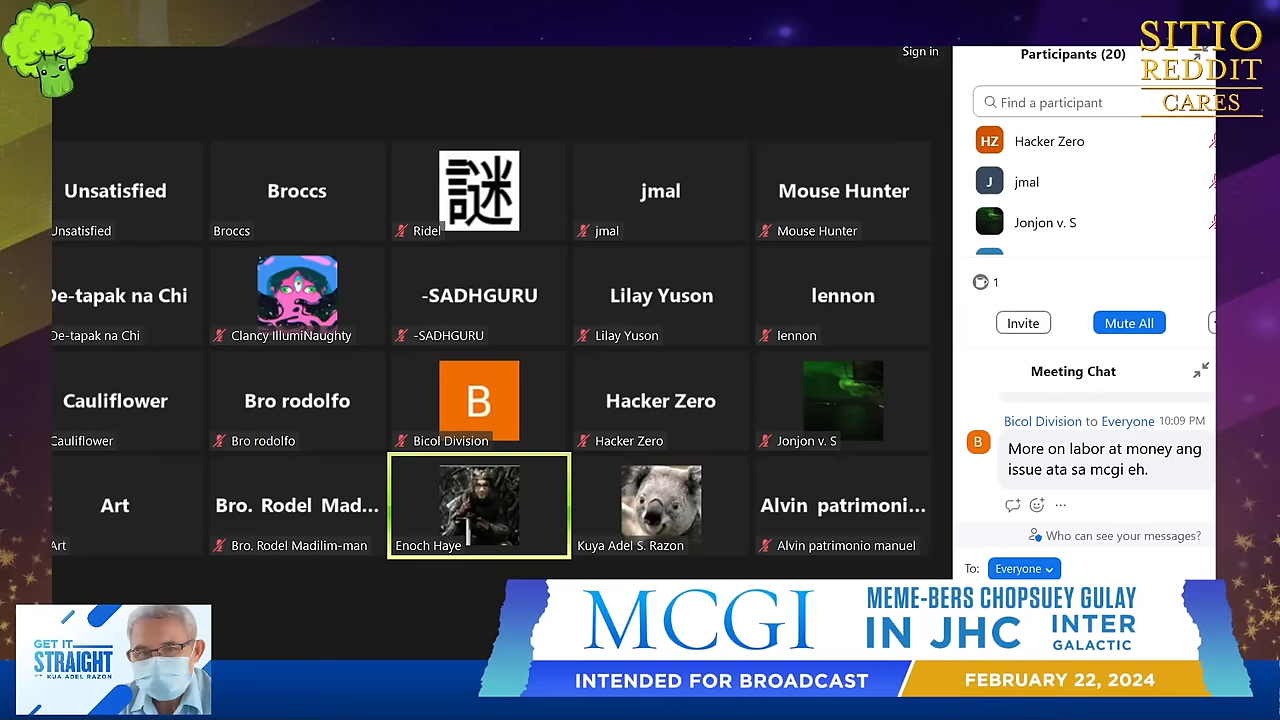 SITIO
REDDIT
CARES
Sign in
Participants (20)
Find a participant
HZ Hacker Zero
J jmal
Jonjon v. S
1
Invite
Mute All
Meeting Chat
Bicol Division to Everyone 10:09 PM
B
More on labor at money ang
issue ata sa mcgi eh.
Who can see your messages?
To: Everyone
Unsatisfied
Unsatisfied
Broccs
Broccs
謎
Ridel
jmal
jmal
Mouse Hunter
Mouse Hunter
De-tapak na Chi
De-tapak na Chi
Clancy IllumiNaughty
-SADHGURU
-SADHGURU
Lilay Yuson
Lilay Yuson
lennon
lennon
Cauliflower
Cauliflower
Bro rodolfo
Bro rodolfo
B
Bicol Division
Hacker Zero
Hacker Zero
Jonjon v. S
Art
Art
Bro. Rodel Mad...
Bro. Rodel Madilim-man
Enoch Haye
Kuya Adel S. Razon
Alvin patrimoni...
Alvin patrimonio manuel
GET IT
STRAIGHT
KUA ADEL RAZON
MCGI
MEME-BERS CHOPSUEY GULAY
IN JHC INTER
GALACTIC
INTENDED FOR BROADCAST
FEBRUARY 22, 2024